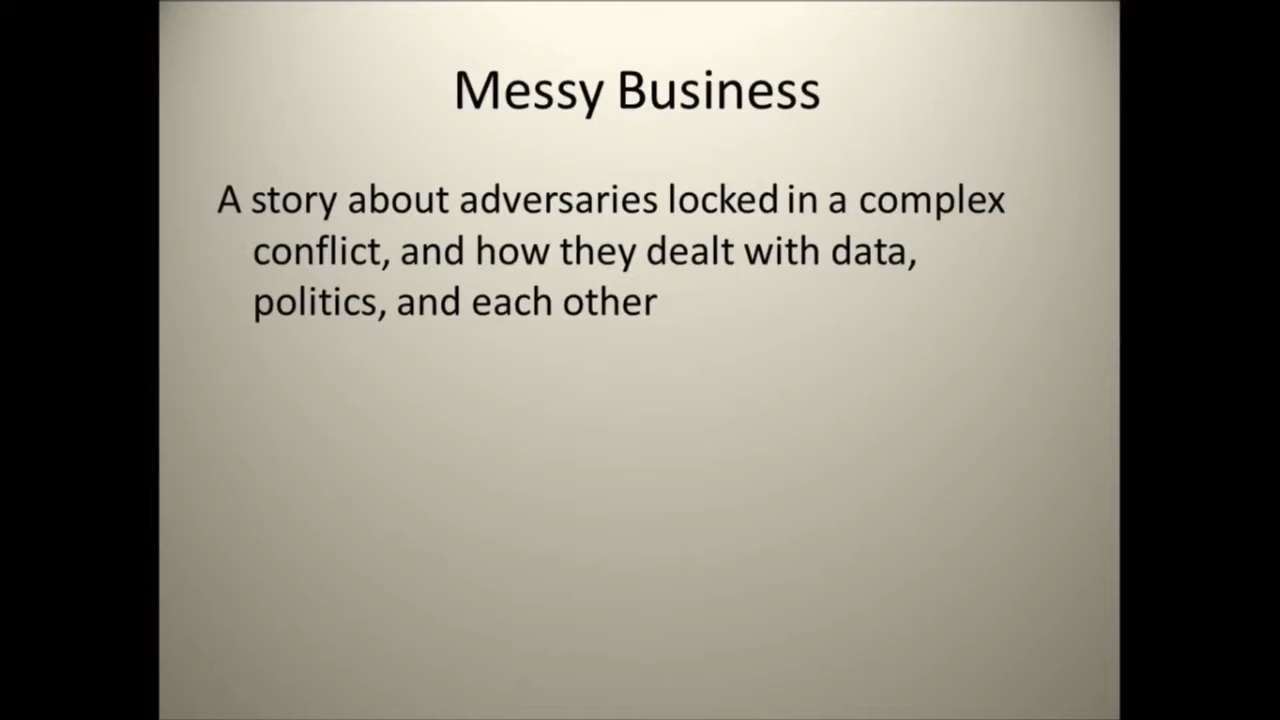 Messy Business
A story about adversaries locked in a complex
conflict, and how they dealt with data,
politics, and each other